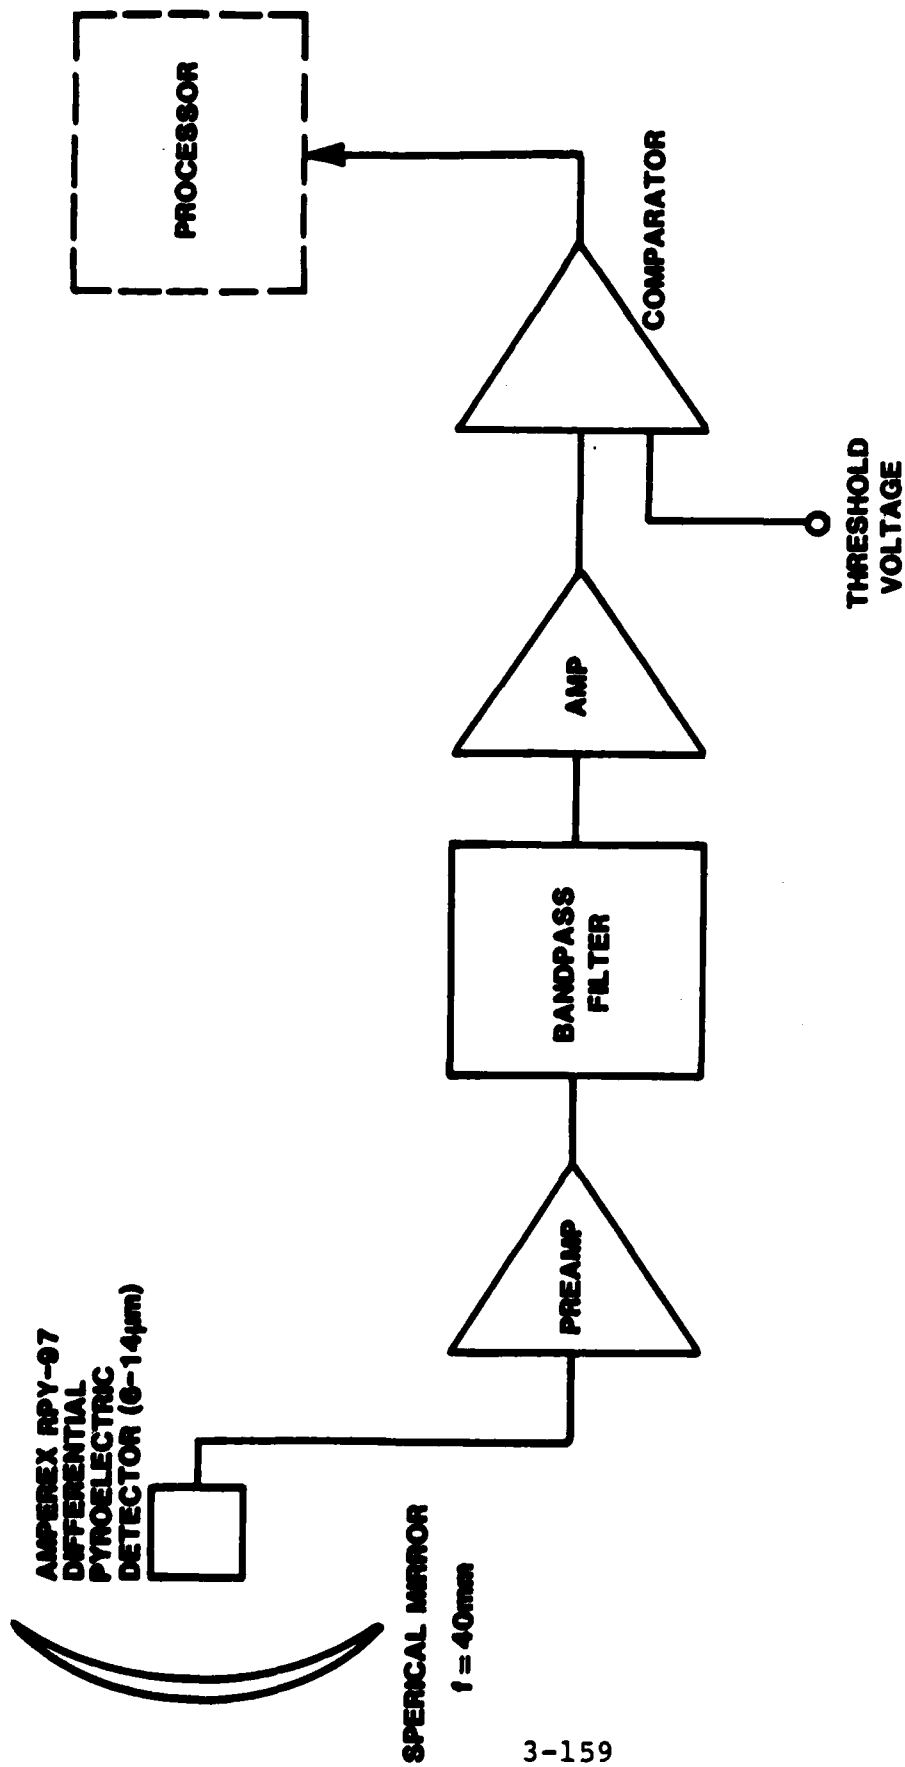 AMPEREX RPY-97
DIFFERENTIAL
PYROELECTRIC
DETECTOR (6-14µm)
SPERICAL MIRROR
f=40mm
PREAMP
BANDPASS
FILTER
AMP
THRESHOLD
VOLTAGE
COMPARATOR
PROCESSOR
3-159